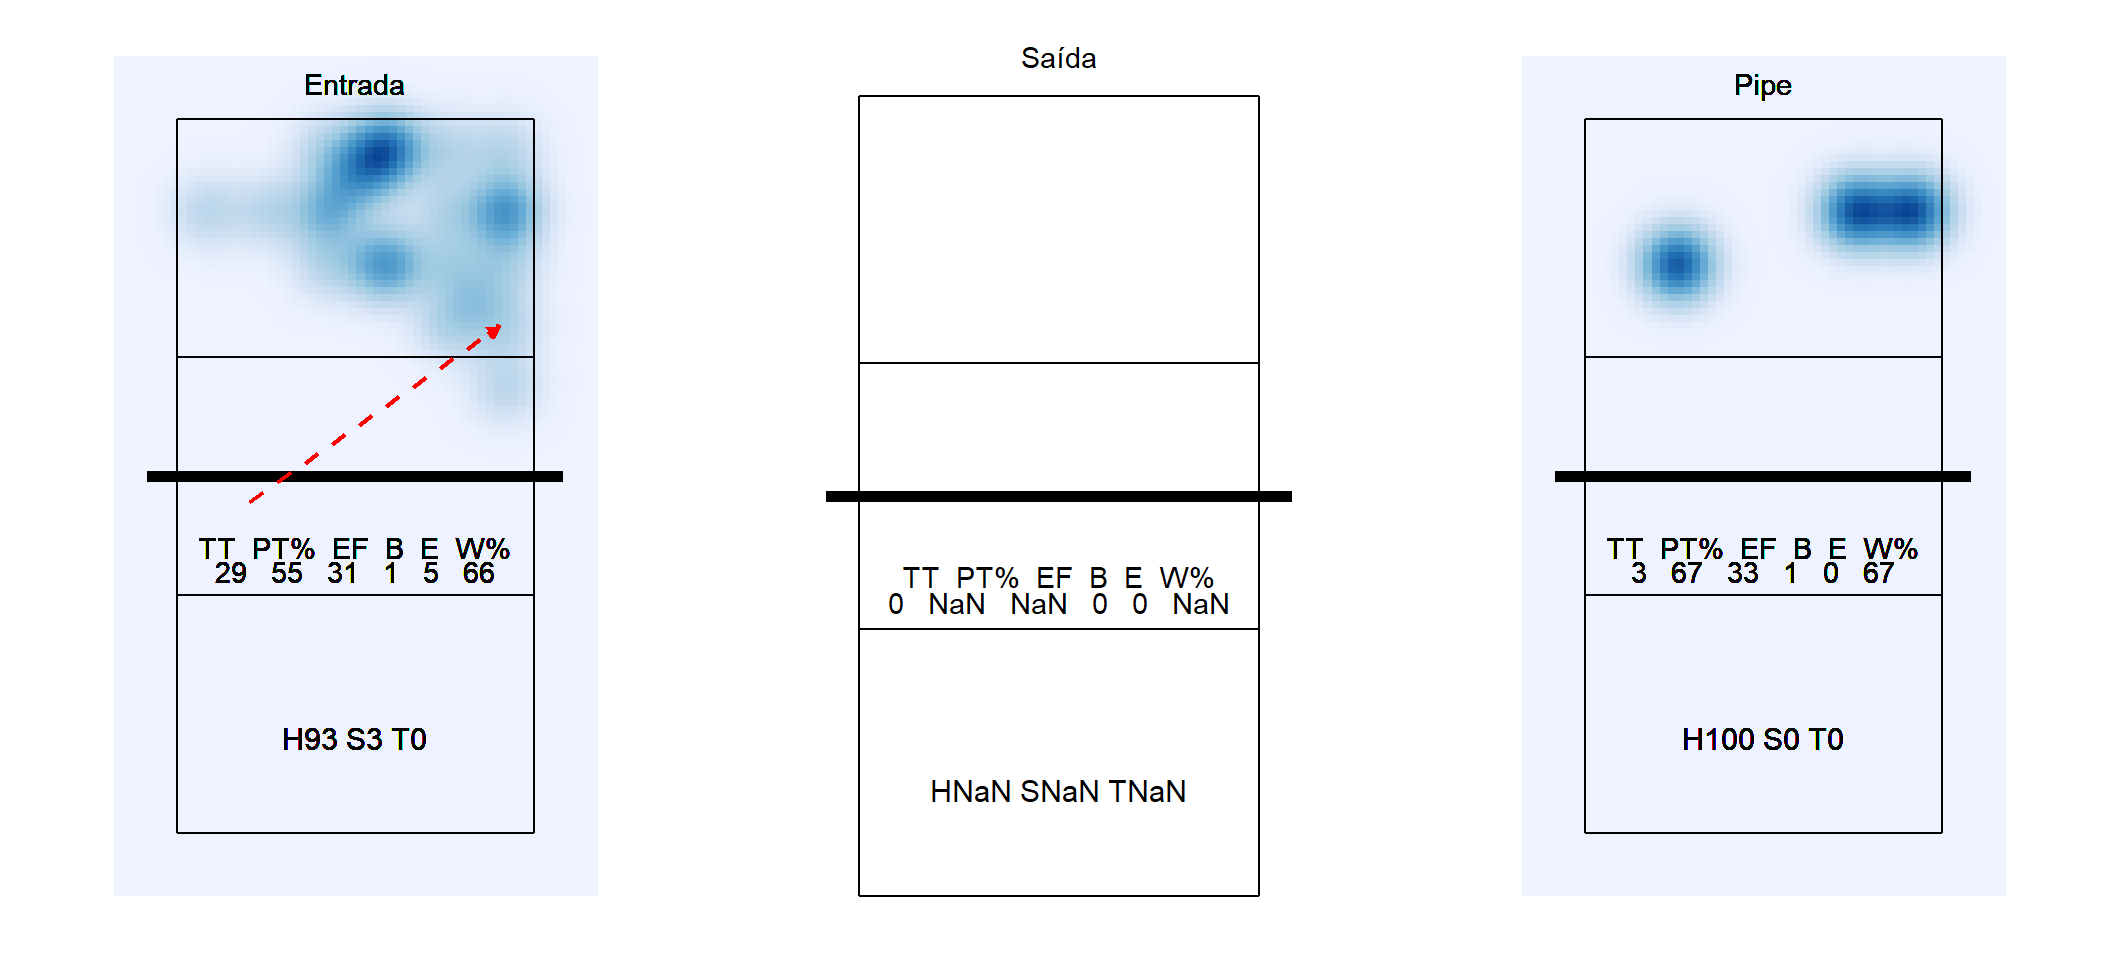 Entrada
TT PT% EF B E W%
29 55 31 1 5 66
H93 S3 T0
Saída
TT PT% EF B E W%
0 NaN NaN 0 0 NaN
HNaN SNaN TNaN
Pipe
TT PT% EF B E W%
3 67 33 1 0 67
H100 S0 T0